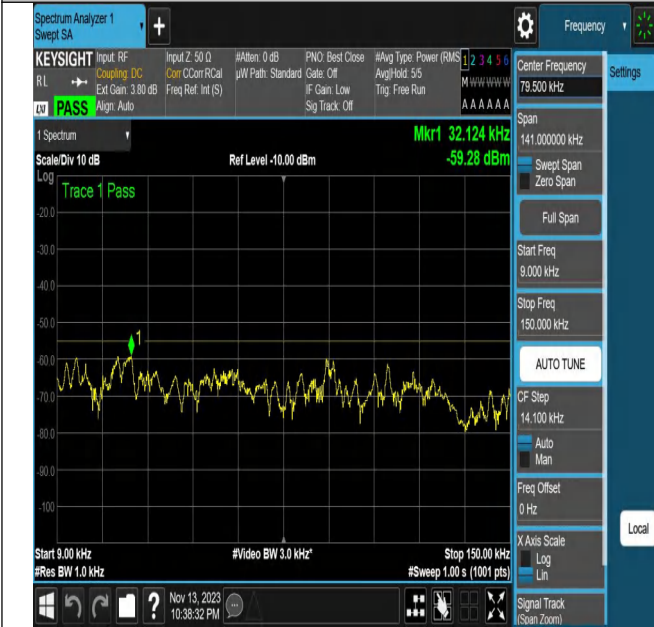 Spectrum Analyzer 1
Swept SA
+
Frequency
KEYSIGHT
RL
PASS
Input: RF
Coupling: DC
Ext Gain: 3.80 dB
Align: Auto
Input Z: 50 Ω
Corr CCorr RCal
Freq Ref: Int (S)
#Atten: 0 dB
µW Path: Standard
PNO: Best Close
Gate: Off
IF Gain: Low
Sig Track: Off
#Avg Type: Power (RMS)
Avg|Hold: 5/5
Trig: Free Run
1 2 3 4 5 6
M W W W W W
A A A A A A
1 Spectrum
Scale/Div 10 dB
Ref Level -10.00 dBm
Mkr1 32.124 kHz
-59.28 dBm
Log
Trace 1 Pass
-20.0
-30.0
-40.0
-50.0
-60.0
-70.0
-80.0
-90.0
-100
1
Start 9.00 kHz
#Video BW 3.0 kHz*
Stop 150.00 kHz
#Res BW 1.0 kHz
#Sweep 1.00 s (1001 pts)
?
Nov 13, 2023
10:38:32 PM
Center Frequency
79.500 kHz
Settings
Span
141.000000 kHz
Swept Span
Zero Span
Full Span
Start Freq
9.000 kHz
Stop Freq
150.000 kHz
AUTO TUNE
CF Step
14.100 kHz
Auto
Man
Freq Offset
0 Hz
Local
X Axis Scale
Log
Lin
Signal Track
(Span Zoom)